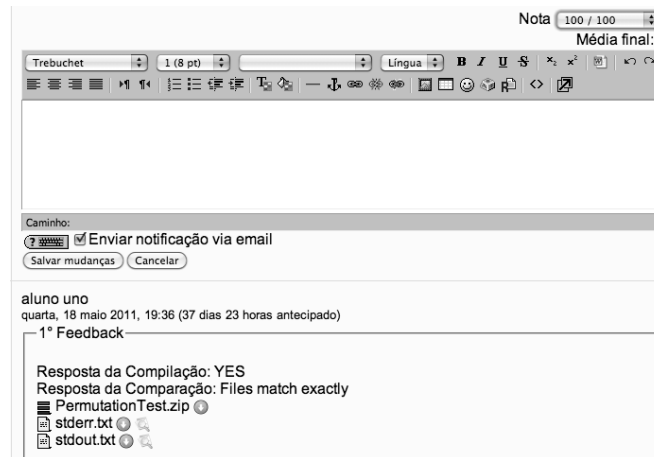 Nota 100 / 100
Média final:
Trebuchet 1 (8 pt) Língua B I U S x₂ x²
Caminho:
? Enviar notificação via email
Salvar mudanças Cancelar
aluno uno
quarta, 18 maio 2011, 19:36 (37 dias 23 horas antecipado)
1° Feedback
Resposta da Compilação: YES
Resposta da Comparação: Files match exactly
PermutationTest.zip
stderr.txt
stdout.txt